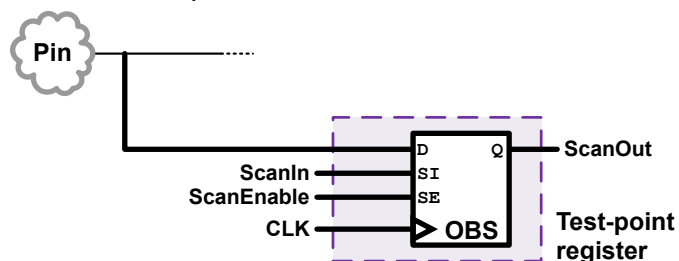 Pin
D
Q
ScanOut
ScanIn
SI
ScanEnable
SE
CLK
OBS
Test-point
register